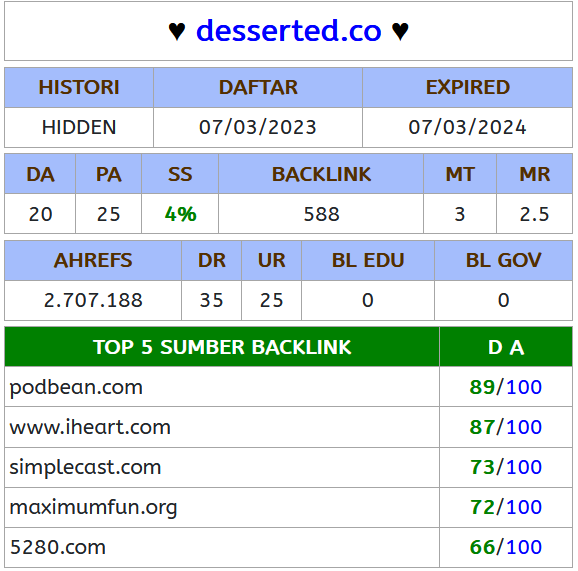 ♥ desserted.co ♥
HISTORI DAFTAR EXPIRED
HIDDEN 07/03/2023 07/03/2024
DA PA SS BACKLINK MT MR
20 25 4% 588 3 2.5
AHREFS DR UR BL EDU BL GOV
2.707.188 35 25 0 0
TOP 5 SUMBER BACKLINK D A
podbean.com 89/100
www.iheart.com 87/100
simplecast.com 73/100
maximumfun.org 72/100
5280.com 66/100